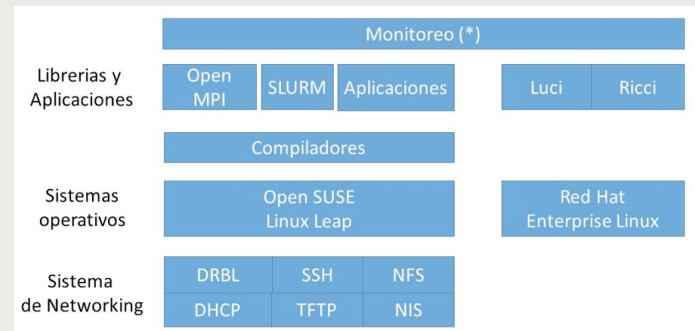 Monitoreo (*)
Librerias y
Aplicaciones
Open
MPI
SLURM
Aplicaciones
Luci
Ricci
Compiladores
Sistemas
operativos
Open SUSE
Linux Leap
Red Hat
Enterprise Linux
Sistema
de Networking
DRBL
SSH
NFS
DHCP
TFTP
NIS